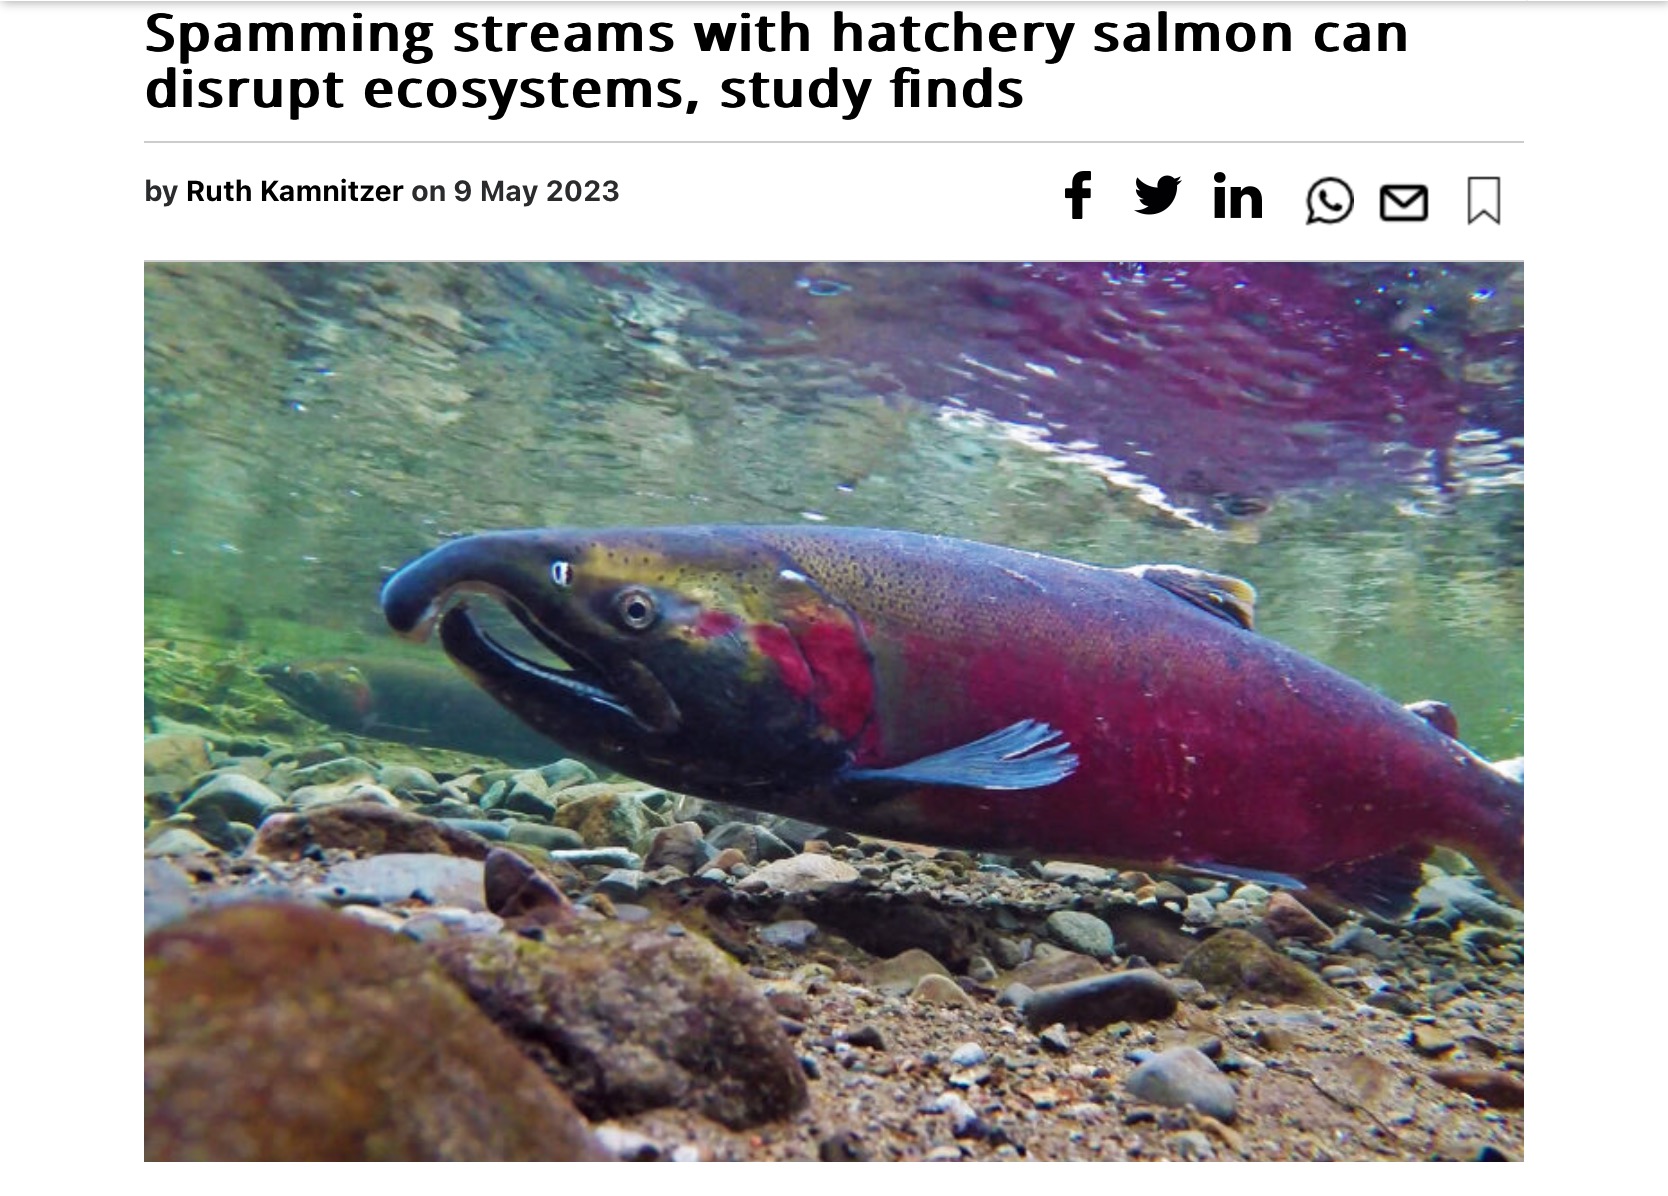 Spamming streams with hatchery salmon can
disrupt ecosystems, study finds
by Ruth Kamnitzer on 9 May 2023